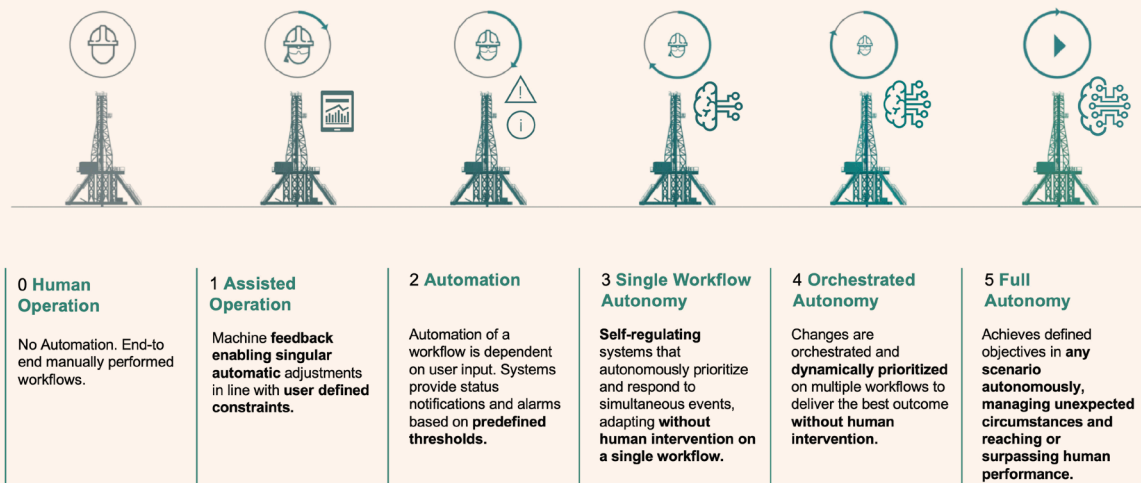 0 Human
Operation
No Automation. End-to
end manually performed
workflows.
1 Assisted
Operation
Machine feedback
enabling singular
automatic adjustments
in line with user defined
constraints.
2 Automation
Automation of a
workflow is dependent
on user input. Systems
provide status
notifications and alarms
based on predefined
thresholds.
3 Single Workflow
Autonomy
Self-regulating
systems that
autonomously prioritize
and respond to
simultaneous events,
adapting without
human intervention on
a single workflow.
4 Orchestrated
Autonomy
Changes are
orchestrated and
dynamically prioritized
on multiple workflows to
deliver the best outcome
without human
intervention.
5 Full
Autonomy
Achieves defined
objectives in any
scenario
autonomously,
managing unexpected
circumstances and
reaching or
surpassing human
performance.